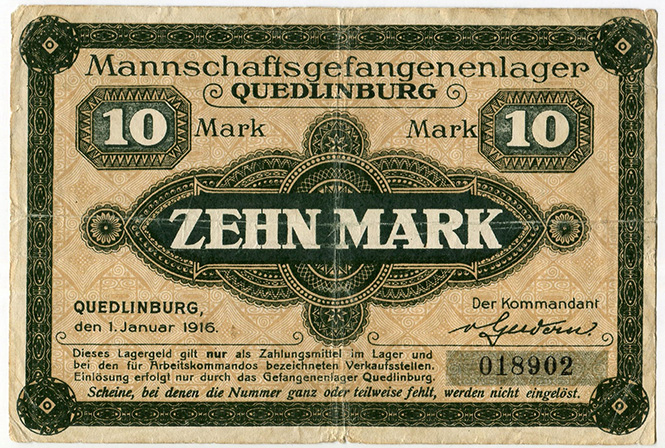 Mannschaftsgefangenenlager
QUEDLINBURG
10 Mark Mark 10
ZEHN MARK
QUEDLINBURG,
den 1. Januar 1916.
Der Kommandant
Dieses Lagergeld gilt nur als Zahlungsmittel im Lager und
bei den für Arbeitskommandos bezeichneten Verkaufsstellen.
Einlösung erfolgt nur durch das Gefangenenlager Quedlinburg.
018902
Scheine, bei denen die Nummer ganz oder teilweise fehlt, werden nicht eingelöst.